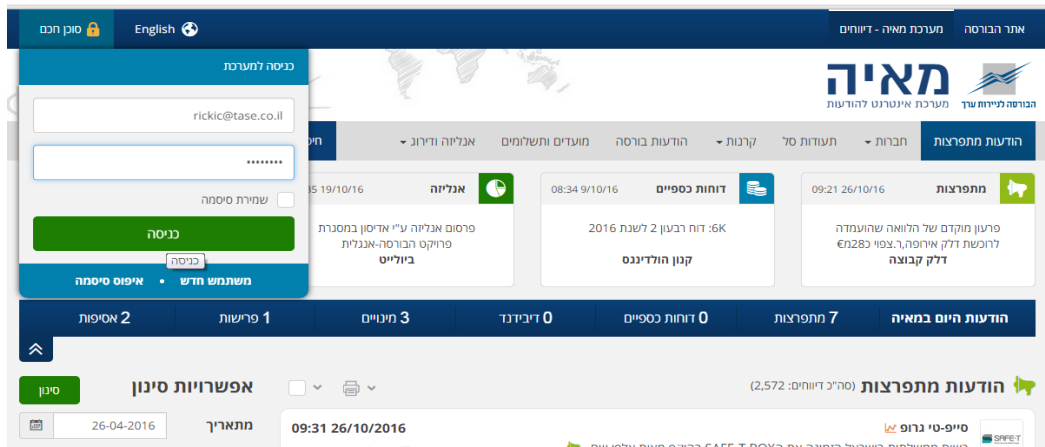 אתר הבורסה
מערכת מאיה - דיווחים
English
סוכן חכם
הבורסה לניירות ערך
מאיה
מערכת אינטרנט להודעות
כניסה למערכת
rickic@tase.co.il
••••••••
שמירת סיסמה
כניסה
כניסה
משתמש חדש • איפוס סיסמה
הודעות מתפרצות
חברות
תעודות סל
קרנות
הודעות בורסה
מועדים ותשלומים
אנליזה ודירוג
מתפרצות
09:21 26/10/16
פרעון מוקדם של הלוואה שהועמדה
לרוכשת דלק אירופה,ר.צפוי כ28מ€
דלק קבוצה
דוחות כספיים
08:34 9/10/16
6K: דוח רבעון 2 לשנת 2016
קנון הולדינגס
אנליזה
19/10/16
פרסום אנליזה ע"י אדיסון במסגרת
פרויקט הבורסה-אנגלית
ביולייט
הודעות היום במאיה
7 מתפרצות
0 דוחות כספיים
0 דיבידנד
3 מינויים
1 פרישות
2 אסיפות
הודעות מתפרצות (סה"כ דיווחים: 2,572)
אפשרויות סינון
סינון
מתאריך
26-04-2016
SAFE-T
סייפ-טי גרופ
09:31 26/10/2016